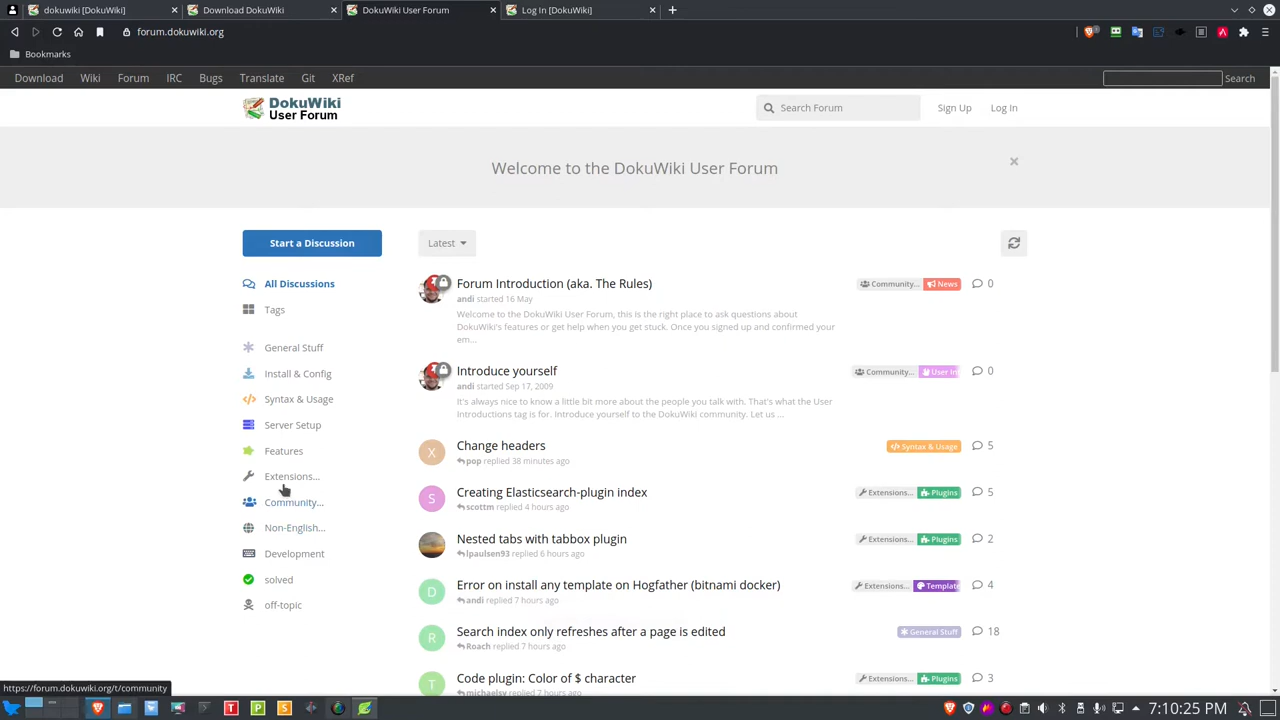 dokuwiki [DokuWiki]
Download DokuWiki
DokuWiki User Forum
Log In [DokuWiki]
forum.dokuwiki.org
Bookmarks
Download Wiki Forum IRC Bugs Translate Git XRef
Search
DokuWiki
User Forum
Search Forum
Sign Up
Log In
Welcome to the DokuWiki User Forum
Start a Discussion
Latest
All Discussions
Tags
General Stuff
Install & Config
Syntax & Usage
Server Setup
Features
Extensions...
Community...
Non-English...
Development
solved
off-topic
Forum Introduction (aka. The Rules)
Community... News 0
andi started 16 May
Welcome to the DokuWiki User Forum, this is the right place to ask questions about
DokuWiki's features or get help when you get stuck. Once you signed up and confirmed your
em...
Introduce yourself
Community... User In 0
andi started Sep 17, 2009
It's always nice to know a little bit more about the people you talk with. That's what the User
Introductions tag is for. Introduce yourself to the DokuWiki community. Let us ...
X
Change headers
Syntax & Usage 5
pop replied 38 minutes ago
S
Creating Elasticsearch-plugin index
Extensions... Plugins 5
scottm replied 4 hours ago
Nested tabs with tabbox plugin
Extensions... Plugins 2
lpaulsen93 replied 6 hours ago
D
Error on install any template on Hogfather (bitnami docker)
Extensions... Template 4
andi replied 7 hours ago
R
Search index only refreshes after a page is edited
General Stuff 18
Roach replied 7 hours ago
T
Code plugin: Color of $ character
Extensions... Plugins 3
michaelsy replied 7 hours ago
https://forum.dokuwiki.org/t/community
7:10:25 PM